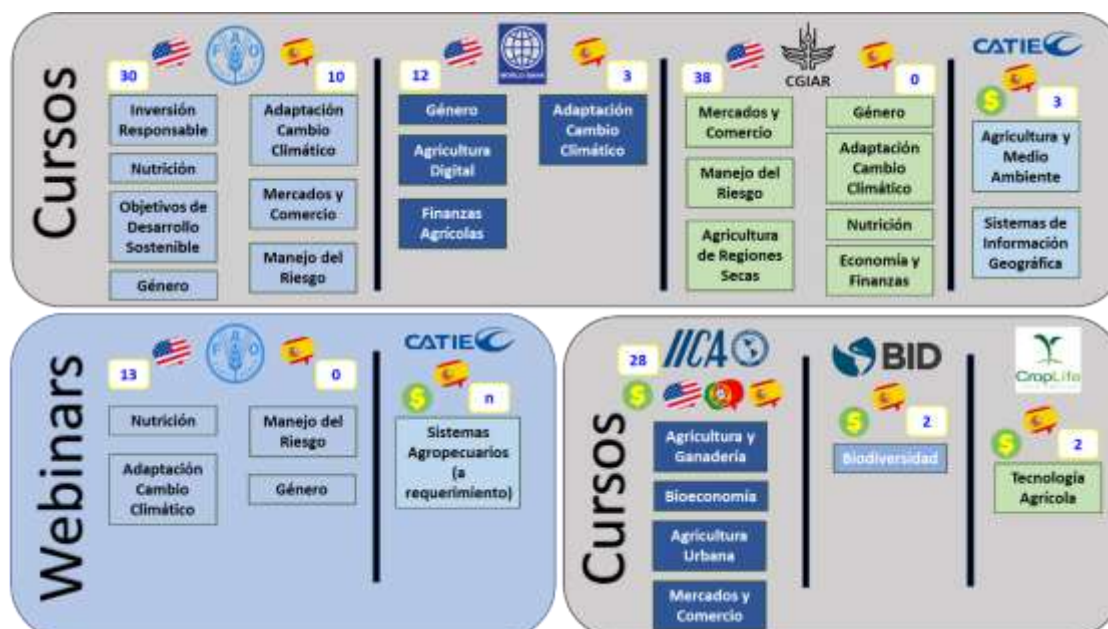 Cursos
FAO
30
10
Inversión
Responsable
Nutrición
Objetivos de
Desarrollo
Sostenible
Género
Adaptación
Cambio
Climático
Mercados y
Comercio
Manejo del
Riesgo
WORLD BANK
12
3
Género
Agricultura
Digital
Finanzas
Agrícolas
Adaptación
Cambio
Climático
CGIAR
38
0
Mercados y
Comercio
Manejo del
Riesgo
Agricultura
de Regiones
Secas
Género
Adaptación
Cambio
Climático
Nutrición
Economía y
Finanzas
CATIE
$
3
Agricultura y
Medio
Ambiente
Sistemas de
Información
Geográfica
Webinars
FAO
13
0
Nutrición
Adaptación
Cambio
Climático
Manejo del
Riesgo
Género
CATIE
$
n
Sistemas
Agropecuarios
(a
requerimiento)
Cursos
IICA
28
$
Agricultura y
Ganadería
Bioeconomía
Agricultura
Urbana
Mercados y
Comercio
BID
$
2
Biodiversidad
CropLife
$
2
Tecnología
Agrícola